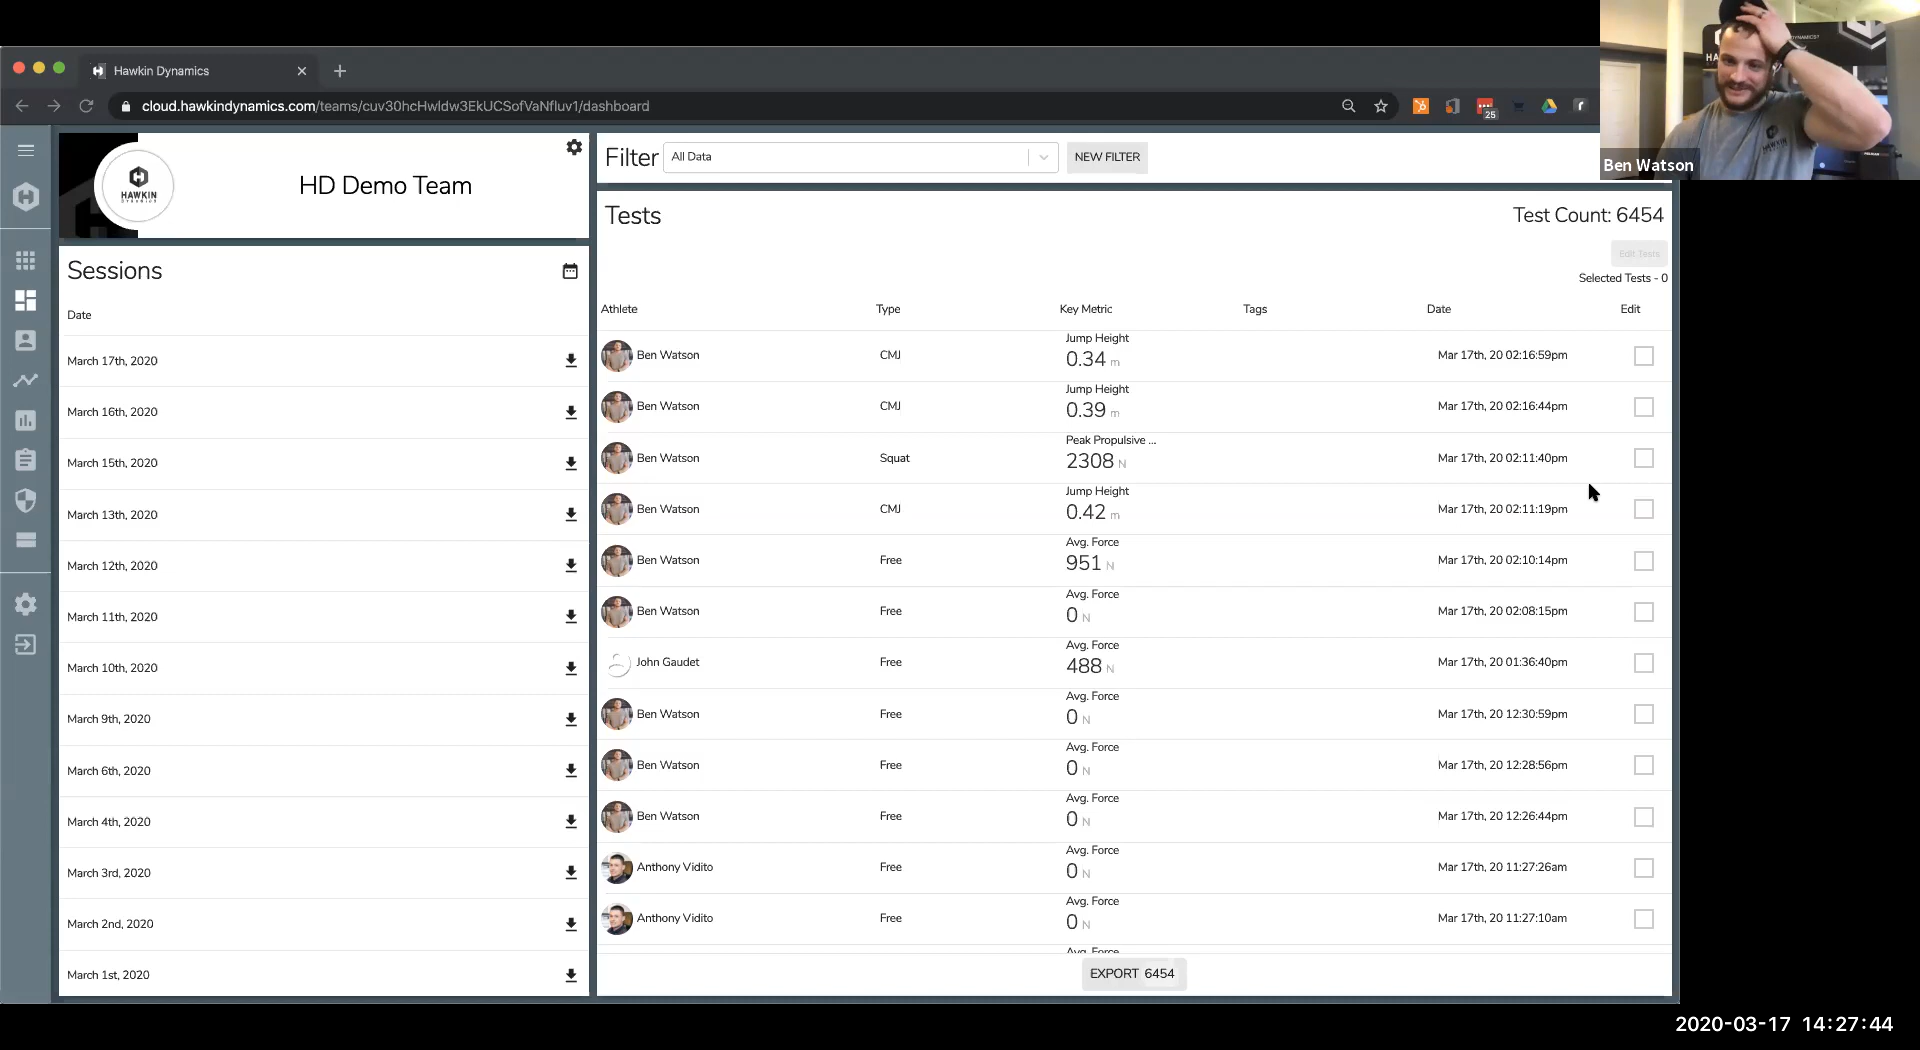 Hawkin Dynamics
cloud.hawkindynamics.com/teams/cuv30hcHwldw3EkUCSofVaNfluv1/dashboard
25
Ben Watson
HAWKIN
DYNAMICS
HD Demo Team
Filter
All Data
NEW FILTER
Sessions
Date
March 17th, 2020
March 16th, 2020
March 15th, 2020
March 13th, 2020
March 12th, 2020
March 11th, 2020
March 10th, 2020
March 9th, 2020
March 6th, 2020
March 4th, 2020
March 3rd, 2020
March 2nd, 2020
March 1st, 2020
Tests
Test Count: 6454
Edit Tests
Selected Tests - 0
Athlete Type Key Metric Tags Date Edit
Jump Height
Ben Watson CMJ 0.34 m Mar 17th, 20 02:16:59pm
Jump Height
Ben Watson CMJ 0.39 m Mar 17th, 20 02:16:44pm
Peak Propulsive ...
Ben Watson Squat 2308 N Mar 17th, 20 02:11:40pm
Jump Height
Ben Watson CMJ 0.42 m Mar 17th, 20 02:11:19pm
Avg. Force
Ben Watson Free 951 N Mar 17th, 20 02:10:14pm
Avg. Force
Ben Watson Free 0 N Mar 17th, 20 02:08:15pm
Avg. Force
John Gaudet Free 488 N Mar 17th, 20 01:36:40pm
Avg. Force
Ben Watson Free 0 N Mar 17th, 20 12:30:59pm
Avg. Force
Ben Watson Free 0 N Mar 17th, 20 12:28:56pm
Avg. Force
Ben Watson Free 0 N Mar 17th, 20 12:26:44pm
Avg. Force
Anthony Vidito Free 0 N Mar 17th, 20 11:27:26am
Avg. Force
Anthony Vidito Free 0 N Mar 17th, 20 11:27:10am
Avg. Force
EXPORT 6454
2020-03-17 14:27:44